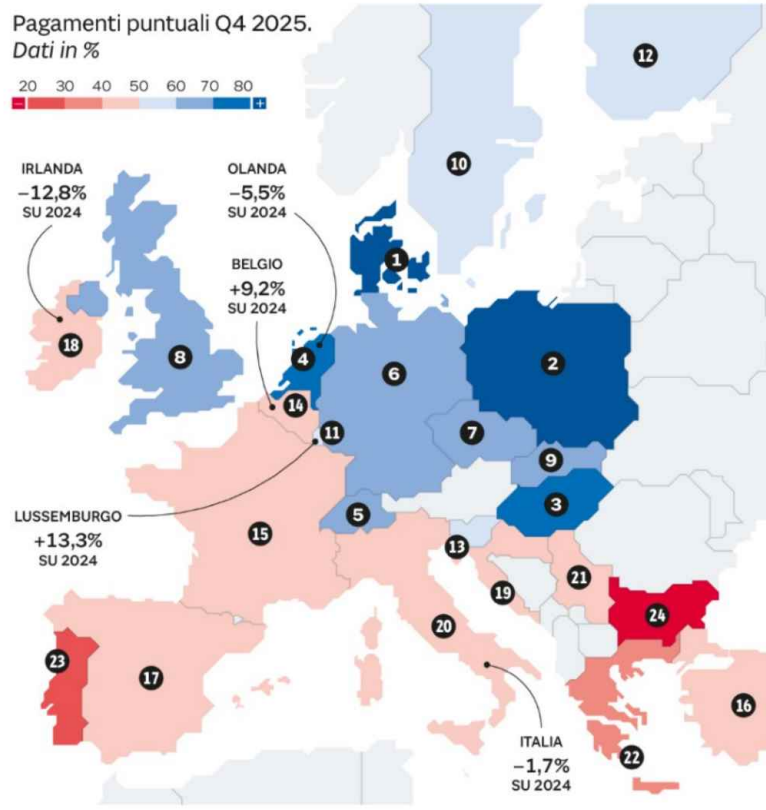 Pagamenti puntuali Q4 2025.
Dati in %
20 30 40 50 60 70 80
− +
12
IRLANDA
−12,8%
SU 2024
OLANDA
−5,5%
SU 2024
10
BELGIO
+9,2%
SU 2024
1
18
8
4
6
2
14
11
7
9
LUSSEMBURGO
+13,3%
SU 2024
5
3
15
13
21
19
24
20
23
17
16
ITALIA
−1,7%
SU 2024
22